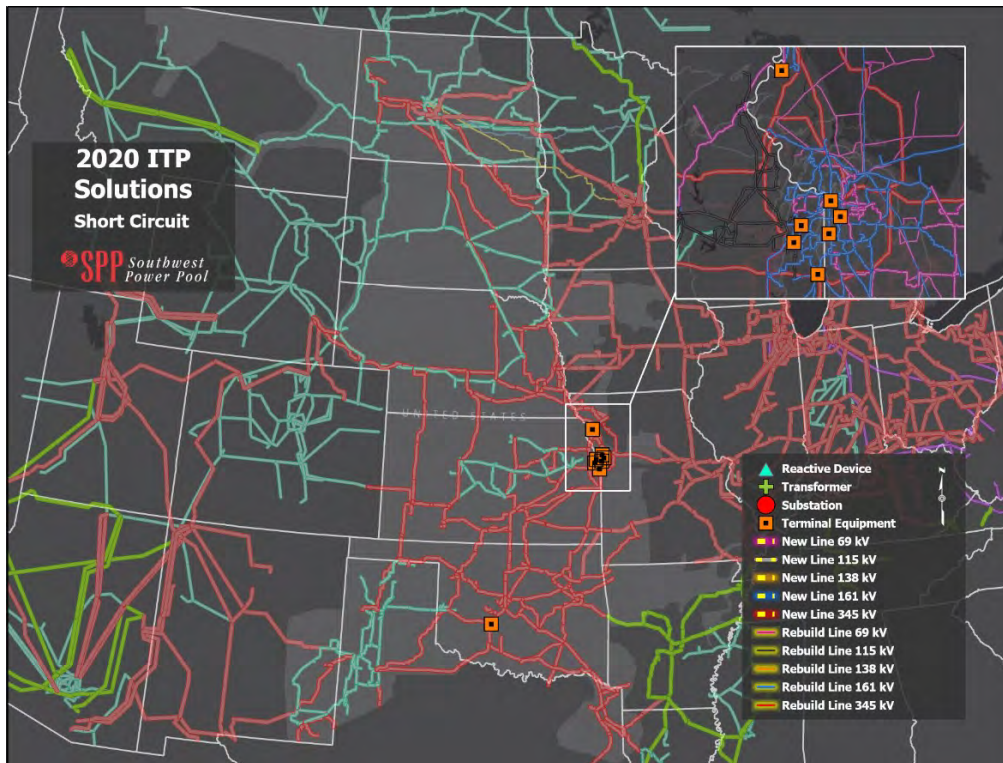 2020 ITP
Solutions
Short Circuit
SPP Southwest
Power Pool
UNITED STATES
Reactive Device
Transformer
Substation
Terminal Equipment
New Line 69 kV
New Line 115 kV
New Line 138 kV
New Line 161 kV
New Line 345 kV
Rebuild Line 69 kV
Rebuild Line 115 kV
Rebuild Line 138 kV
Rebuild Line 161 kV
Rebuild Line 345 kV